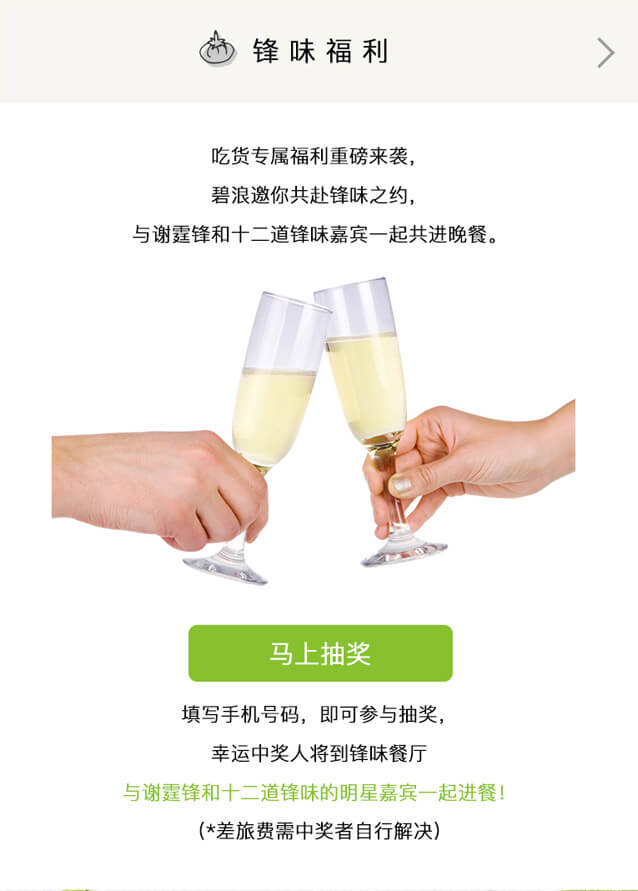 锋味福利
吃货专属福利重磅来袭，
碧浪邀你共赴锋味之约，
与谢霆锋和十二道锋味嘉宾一起共进晚餐。
马上抽奖
填写手机号码，即可参与抽奖，
幸运中奖人将到锋味餐厅
与谢霆锋和十二道锋味的明星嘉宾一起进餐！
（*差旅费需中奖者自行解决）